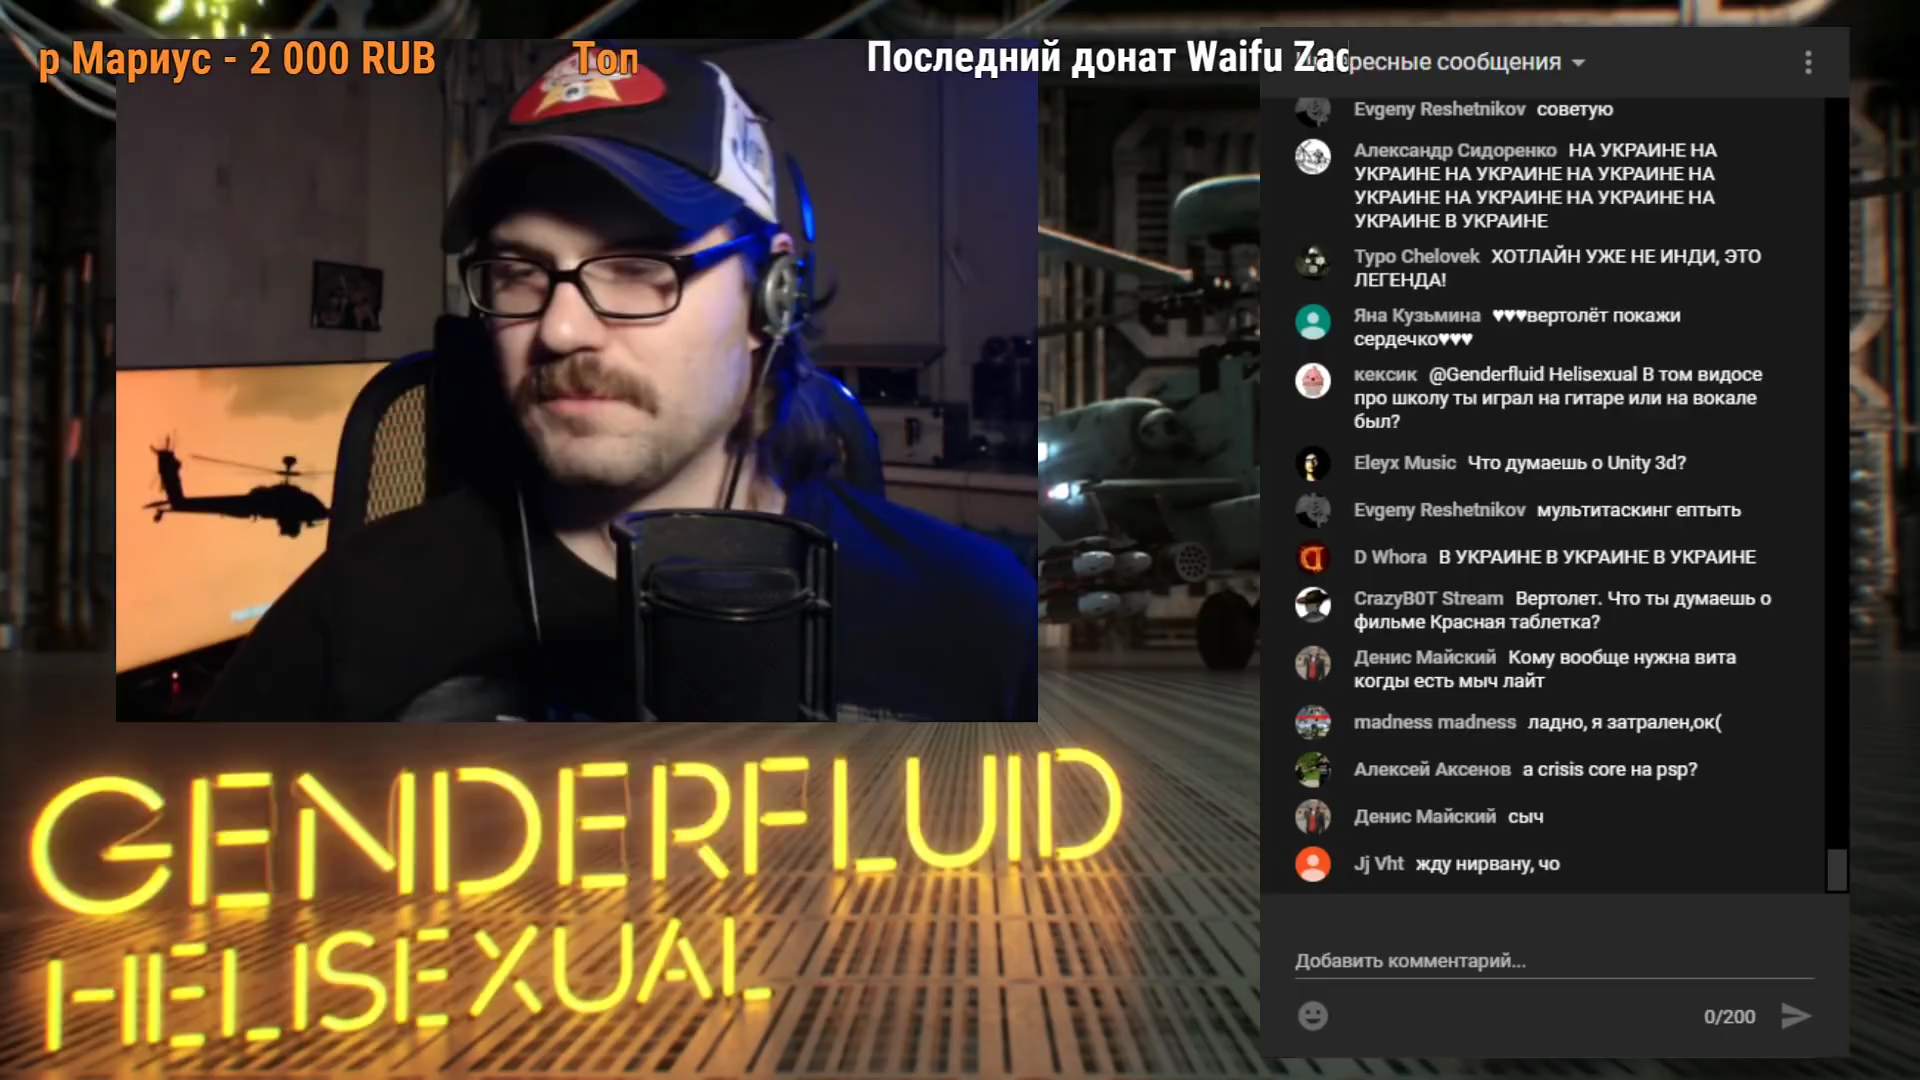 р Мариус - 2 000 RUB
Топ
Последний донат Waifu Zad
ресные сообщения
Evgeny Reshetnikov советую
Александр Сидоренко НА УКРАИНЕ НА
УКРАИНЕ НА УКРАИНЕ НА УКРАИНЕ НА
УКРАИНЕ НА УКРАИНЕ НА УКРАИНЕ НА
УКРАИНЕ В УКРАИНЕ
Typo Chelovek ХОТЛАЙН УЖЕ НЕ ИНДИ, ЭТО
ЛЕГЕНДА!
Яна Кузьмина ♥♥♥вертолёт покажи
сердечко♥♥♥
кексик @Genderfluid Helisexual В том видосе
про школу ты играл на гитаре или на вокале
был?
Eleyx Music Что думаешь о Unity 3d?
Evgeny Reshetnikov мультитаскинг ептыть
D Whora В УКРАИНЕ В УКРАИНЕ В УКРАИНЕ
CrazyB0T Stream Вертолет. Что ты думаешь о
фильме Красная таблетка?
Денис Майский Кому вообще нужна вита
когды есть мыч лайт
madness madness ладно, я затрален,ок(
Алексей Аксенов а crisis core на psp?
Денис Майский сыч
Jj Vht жду нирвану, чо
Добавить комментарий...
0/200
GENDERFLUID
HELISEXUAL